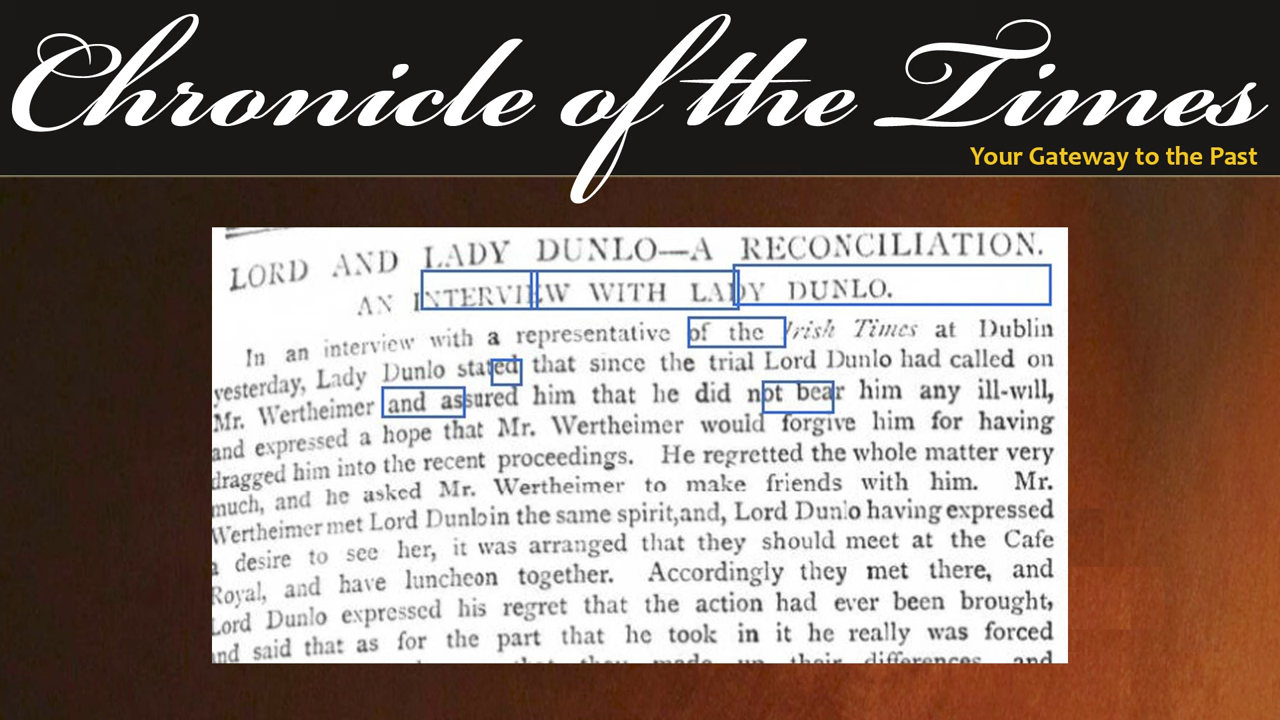 Chronicle of the Times
Your Gateway to the Past
LORD AND LADY DUNLO—A RECONCILIATION.
AN INTERVIEW WITH LADY DUNLO.
In an interview with a representative of the Irish Times at Dublin
yesterday, Lady Dunlo stated that since the trial Lord Dunlo had called on
Mr. Wertheimer and assured him that he did not bear him any ill-will,
and expressed a hope that Mr. Wertheimer would forgive him for having
dragged him into the recent proceedings. He regretted the whole matter very
much, and he asked Mr. Wertheimer to make friends with him. Mr.
Wertheimer met Lord Dunlo in the same spirit, and, Lord Dunlo having expressed
a desire to see her, it was arranged that they should meet at the Cafe
Royal, and have luncheon together. Accordingly they met there, and
Lord Dunlo expressed his regret that the action had ever been brought,
and said that as for the part that he took in it he really was forced
that they made up their differences and